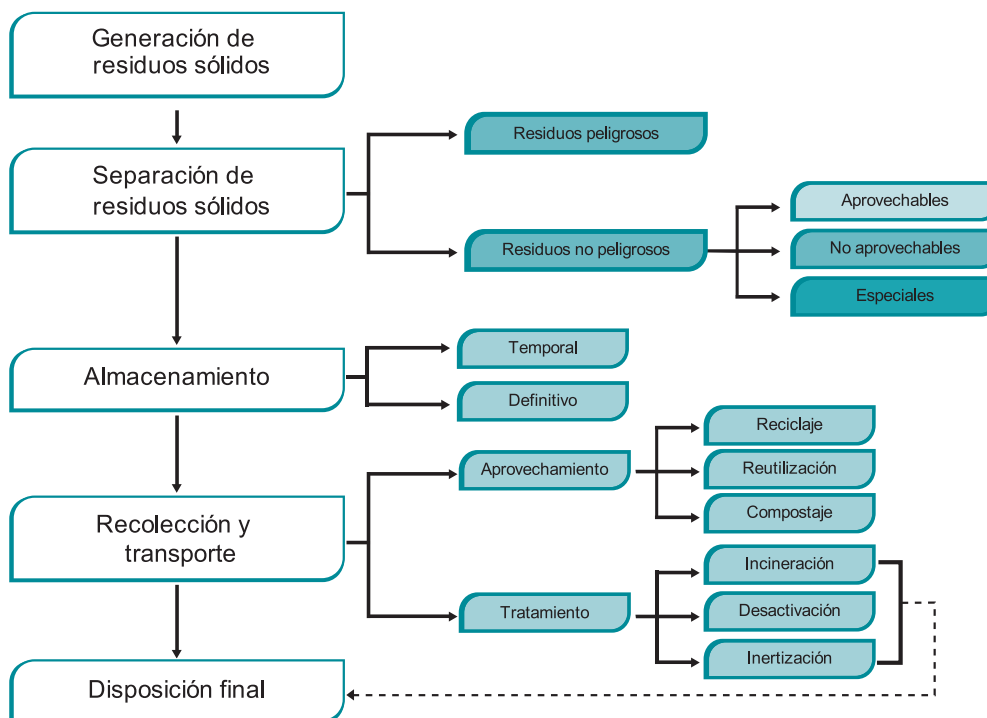 Generación de
residuos sólidos
Separación de
residuos sólidos
Residuos peligrosos
Residuos no peligrosos
Aprovechables
No aprovechables
Especiales
Almacenamiento
Temporal
Definitivo
Recolección y
transporte
Aprovechamiento
Reciclaje
Reutilización
Compostaje
Tratamiento
Incineración
Desactivación
Inertización
Disposición final